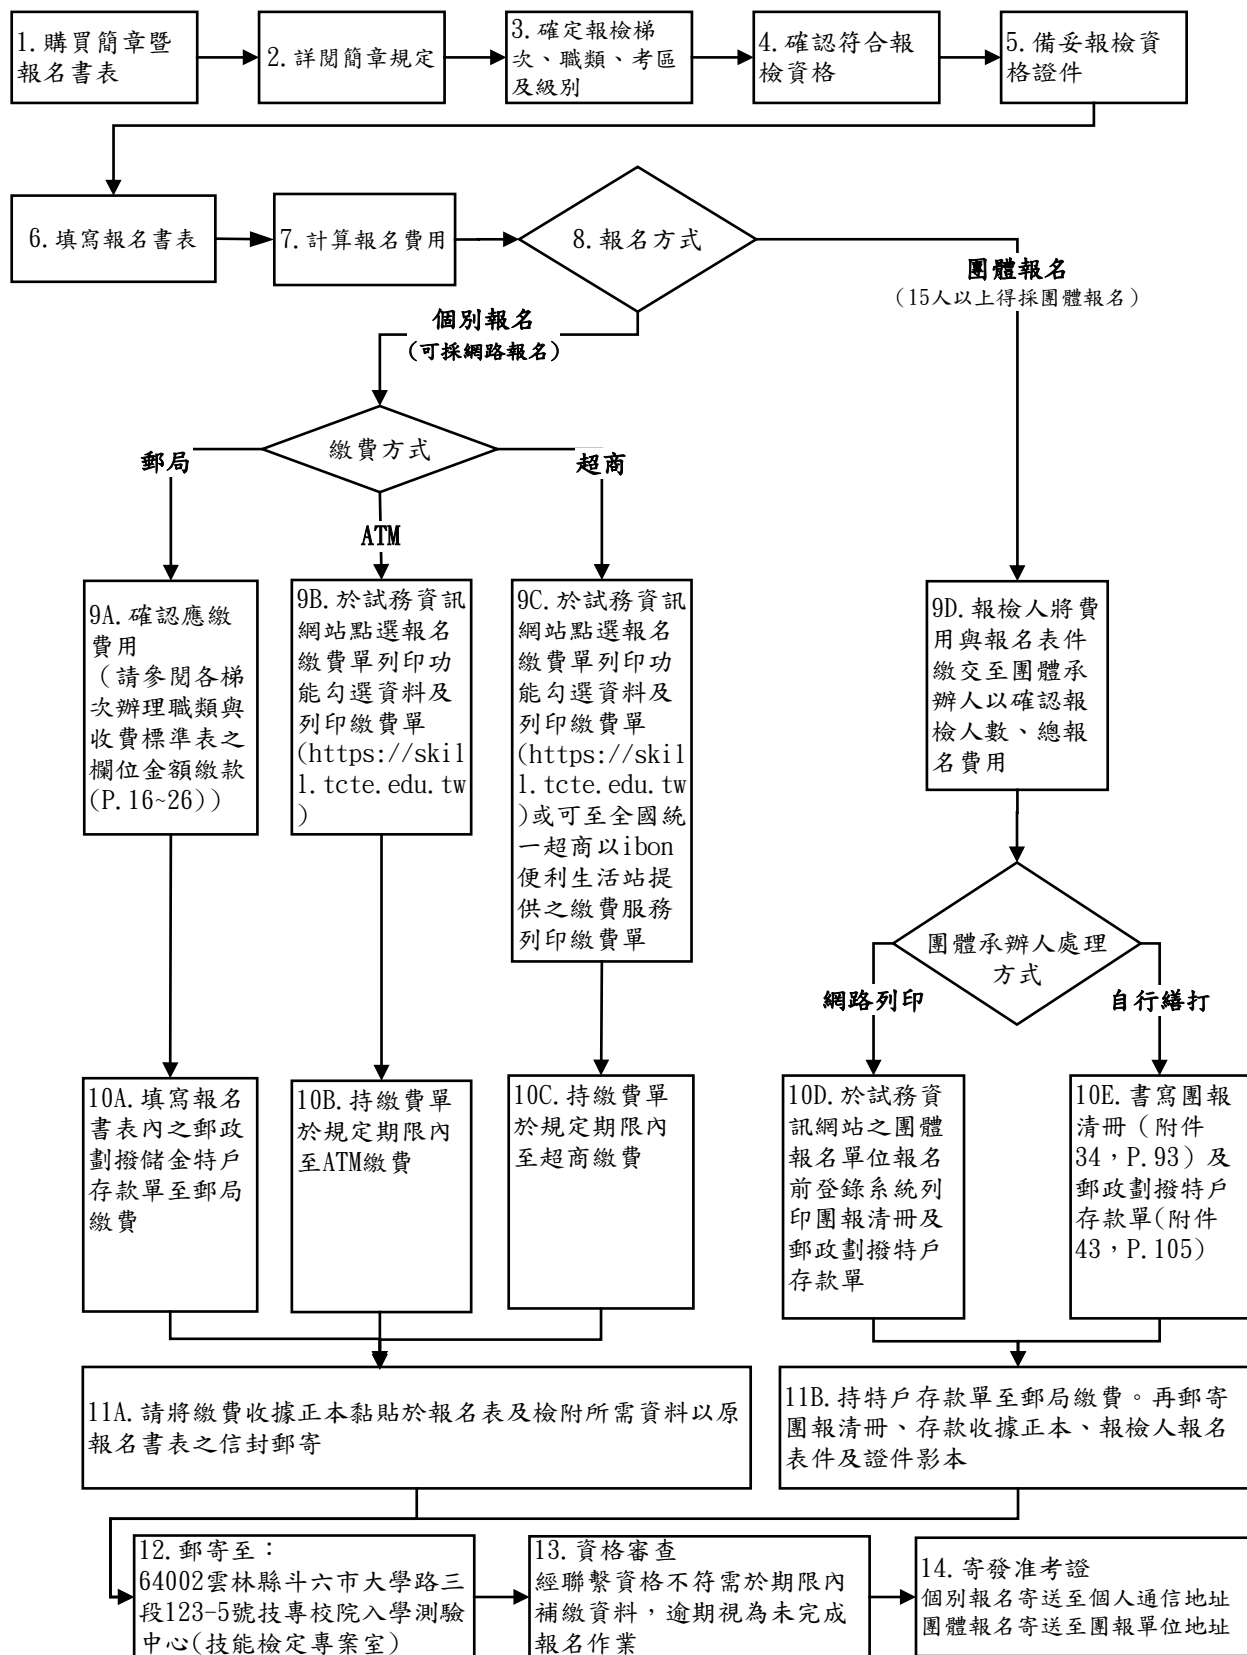 1.購買簡章暨
報名書表
2.詳閱簡章規定
3.確定報檢梯
次、職類、考區
及級別
4.確認符合報
檢資格
5.備妥報檢資
格證件
6.填寫報名書表
7.計算報名費用
8.報名方式
團體報名
(15人以上得採團體報名)
個別報名
(可採網路報名)
繳費方式
郵局
ATM
超商
9A.確認應繳
費用
(請參閱各梯
次辦理職類與
收費標準表之
欄位金額繳款
(P.16~26))
9B.於試務資訊
網站點選報名
繳費單列印功
能勾選資料及
列印繳費單
(https://skil
l.tcte.edu.tw
)
9C.於試務資訊
網站點選報名
繳費單列印功
能勾選資料及
列印繳費單
(https://skil
l.tcte.edu.tw
)或可至全國統
一超商以ibon
便利生活站提
供之繳費服務
列印繳費單
9D.報檢人將費
用與報名表件
繳交至團體承
辦人以確認報
檢人數、總報
名費用
團體承辦人處理
方式
網路列印
自行繕打
10A.填寫報名
書表內之郵政
劃撥儲金特戶
存款單至郵局
繳費
10B.持繳費單
於規定期限內
至ATM繳費
10C.持繳費單
於規定期限內
至超商繳費
10D.於試務資
訊網站之團體
報名單位報名
前登錄系統列
印團報清冊及
郵政劃撥特戶
存款單
10E.書寫團報
清冊(附件
34,P.93)及
郵政劃撥特戶
存款單(附件
43,P.105)
11A.請將繳費收據正本黏貼於報名表及檢附所需資料以原
報名書表之信封郵寄
11B.持特戶存款單至郵局繳費。再郵寄
團報清冊、存款收據正本、報檢人報名
表件及證件影本
12.郵寄至:
64002雲林縣斗六市大學路三
段123-5號技專校院入學測驗
中心(技能檢定專案室)
13.資格審查
經聯繫資格不符需於期限內
補繳資料,逾期視為未完成
報名作業
14.寄發准考證
個別報名寄送至個人通信地址
團體報名寄送至團報單位地址